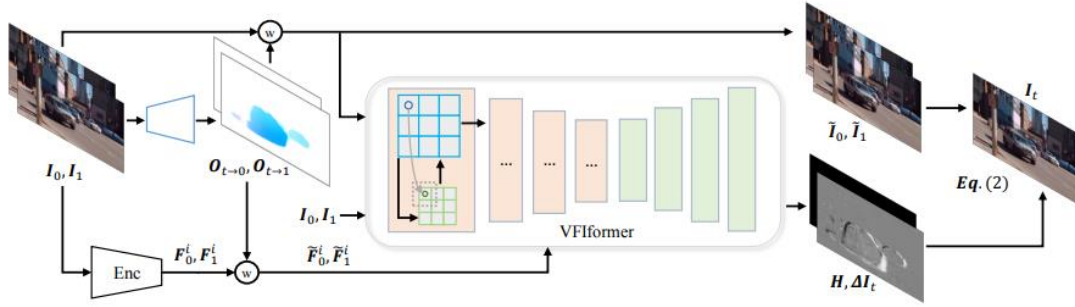 w
I_t
I_0, I_1
O_{t→0}, O_{t→1}
Ĩ_0, Ĩ_1
...
...
...
Eq. (2)
I_0, I_1
VFIformer
F_0^i, F_1^i
F̃_0^i, F̃_1^i
Enc
w
H, ΔI_t